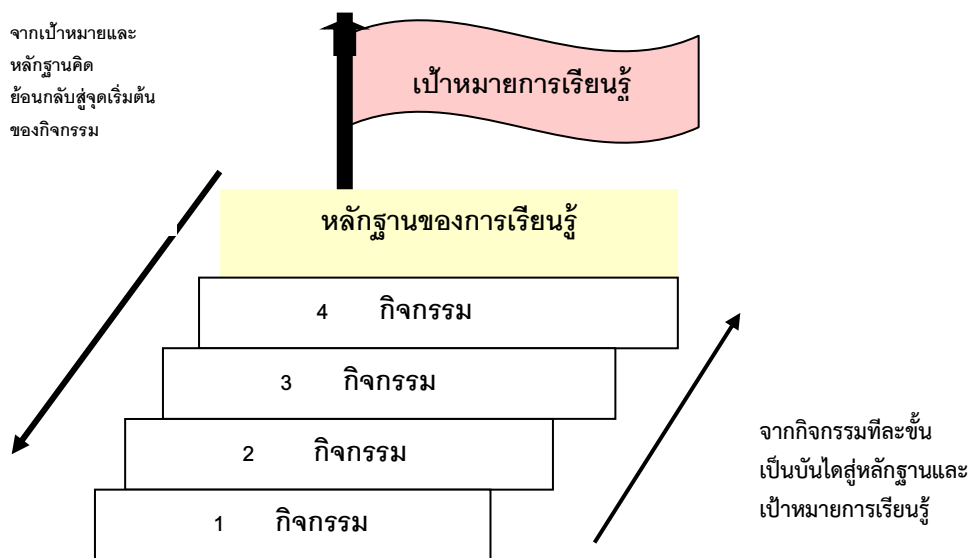 จากเป้าหมายและ
หลักฐานคิด
ย้อนกลับสู่จุดเริ่มต้น
ของกิจกรรม
เป้าหมายการเรียนรู้
หลักฐานของการเรียนรู้
4 กิจกรรม
3 กิจกรรม
2 กิจกรรม
1 กิจกรรม
จากกิจกรรมทีละขั้น
เป็นบันไดสู่หลักฐานและ
เป้าหมายการเรียนรู้